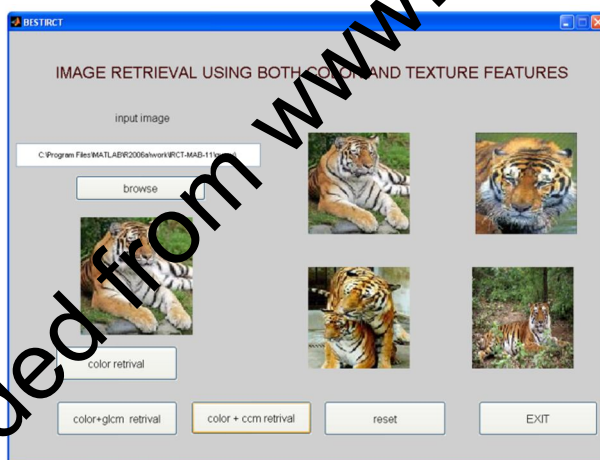 BESTIRCT
IMAGE RETRIEVAL USING BOTH COLOR AND TEXTURE FEATURES
input image
C:\Program Files\MATLAB\R2006a\work\IRCT-MAB-11\
browse
color retrival
color+glcm retrival
color + ccm retrival
reset
EXIT
ded from www.